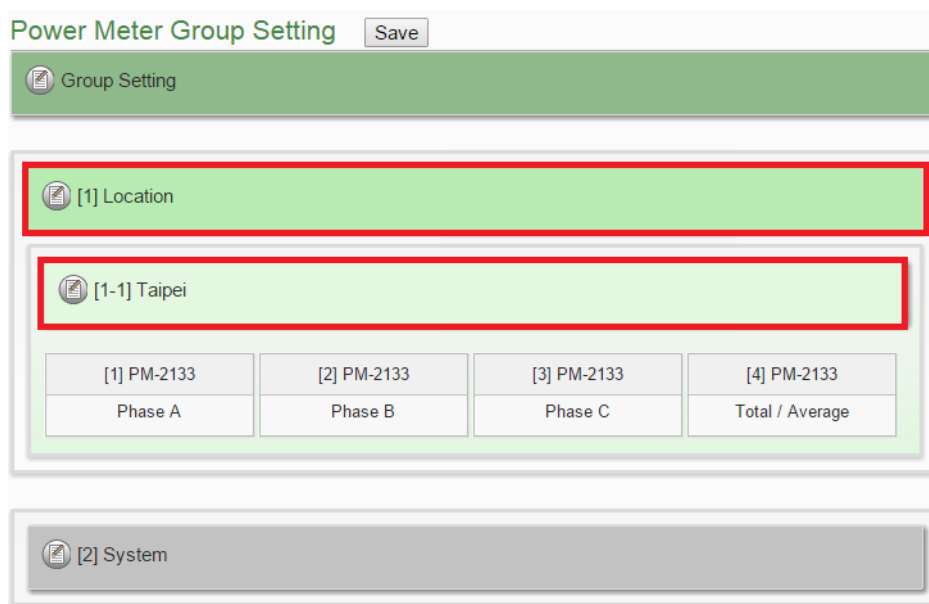 Power Meter Group Setting Save
Group Setting
[1] Location
[1-1] Taipei
[1] PM-2133 [2] PM-2133 [3] PM-2133 [4] PM-2133
Phase A Phase B Phase C Total / Average
[2] System